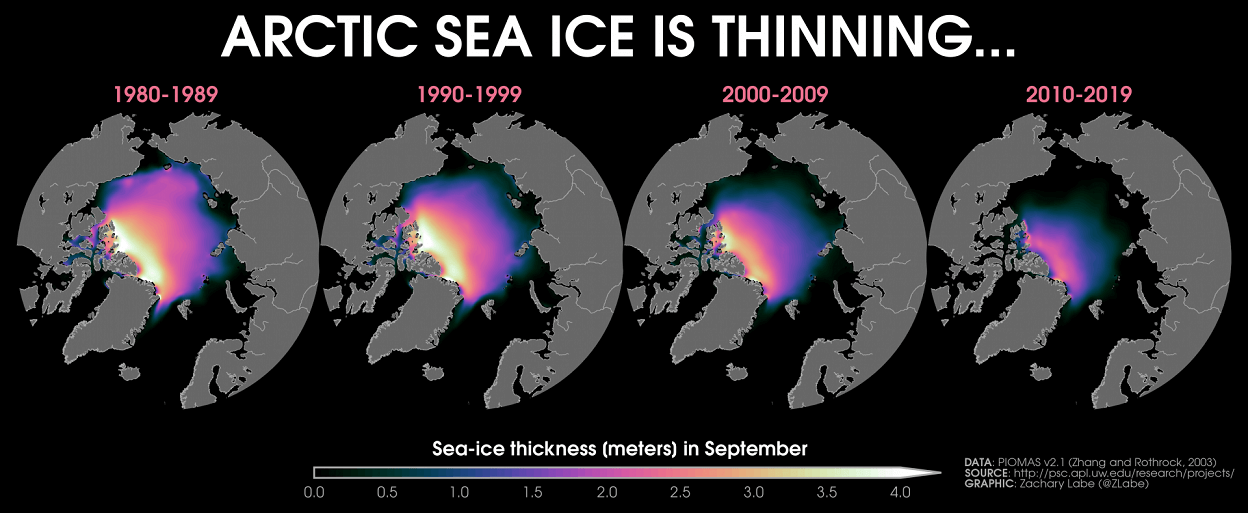 ARCTIC SEA ICE IS THINNING...
1980-1989
1990-1999
2000-2009
2010-2019
Sea-ice thickness (meters) in September
0.0 0.5 1.0 1.5 2.0 2.5 3.0 3.5 4.0
DATA: PIOMAS v2.1 (Zhang and Rothrock, 2003)
SOURCE: http://psc.apl.uw.edu/research/projects/
GRAPHIC: Zachary Labe (@ZLabe)